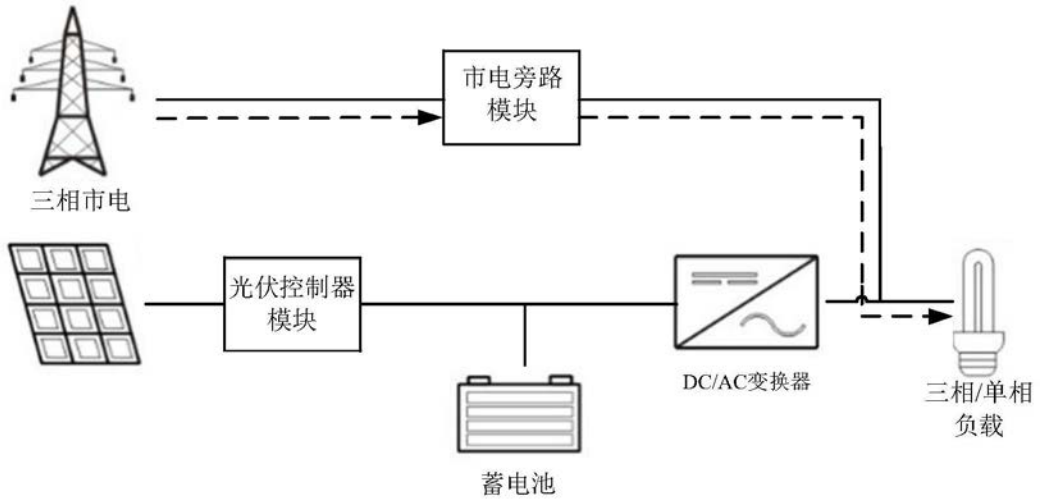 市电旁路
模块
三相市电
光伏控制器
模块
DC/AC变换器
三相/单相
负载
蓄电池